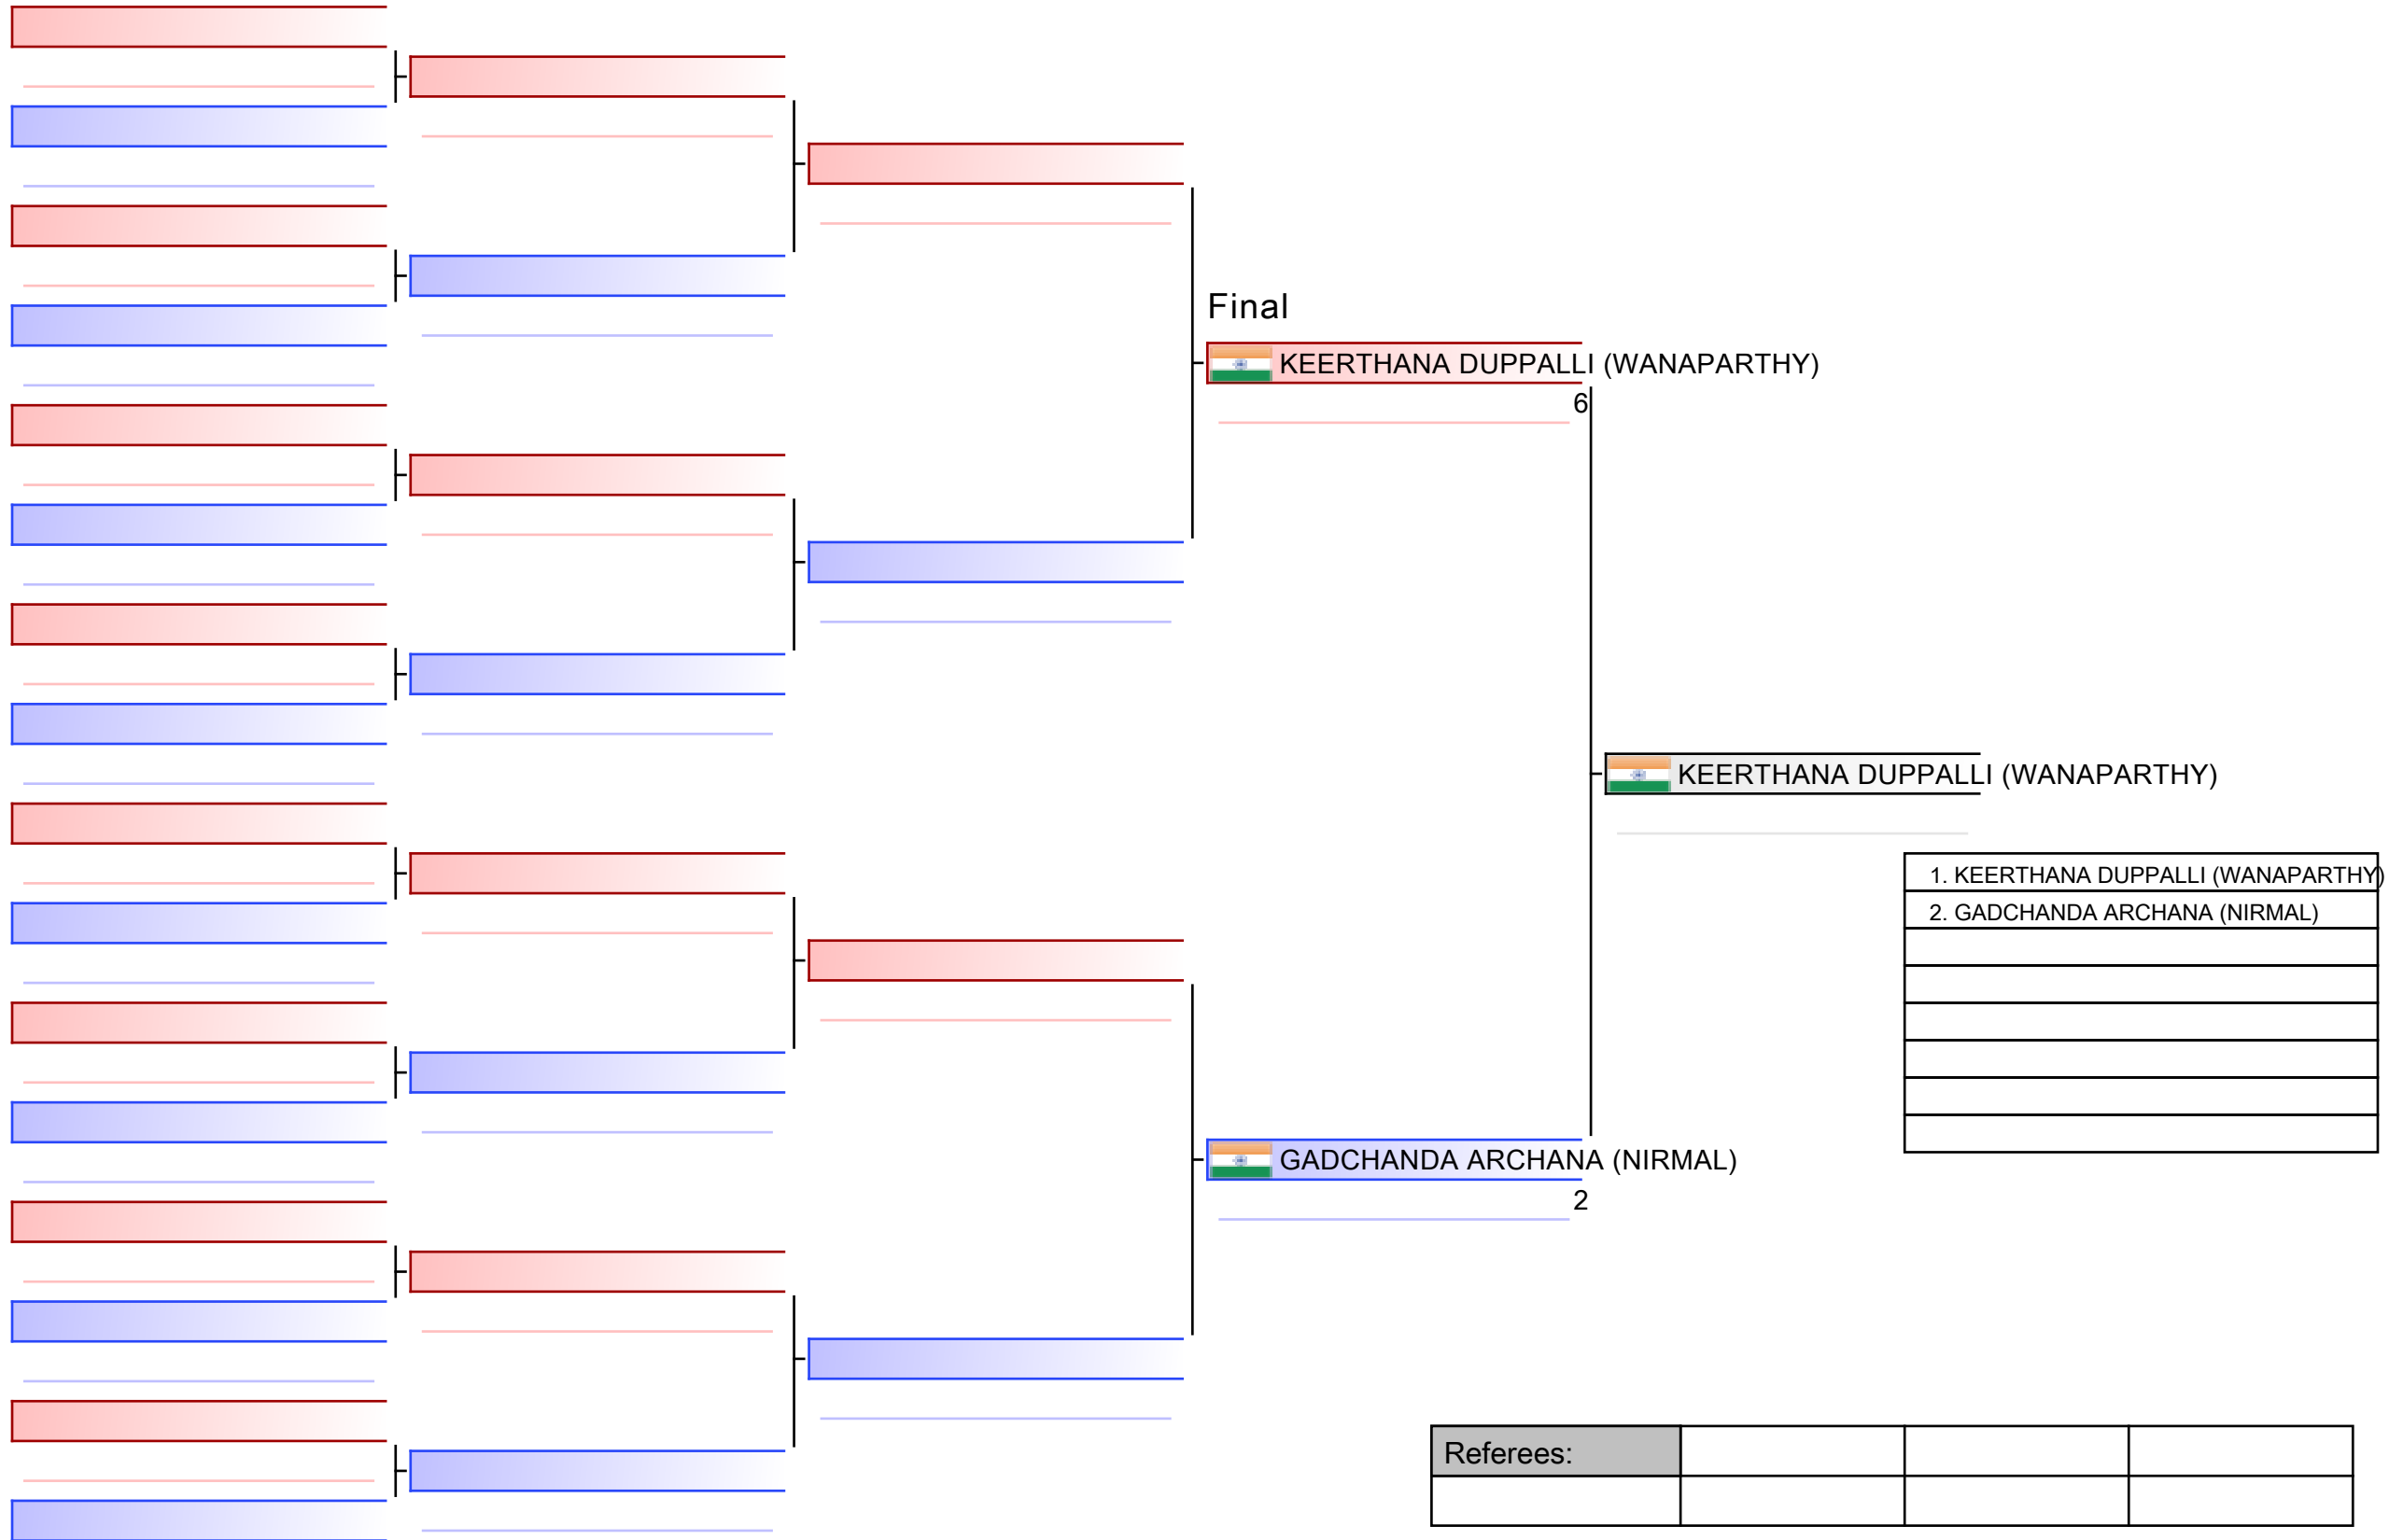 Final
KEERTHANA DUPPALLI (WANAPARTHY)
6
KEERTHANA DUPPALLI (WANAPARTHY)
1. KEERTHANA DUPPALLI (WANAPARTHY)
2. GADCHANDA ARCHANA (NIRMAL)
GADCHANDA ARCHANA (NIRMAL)
2
Referees: